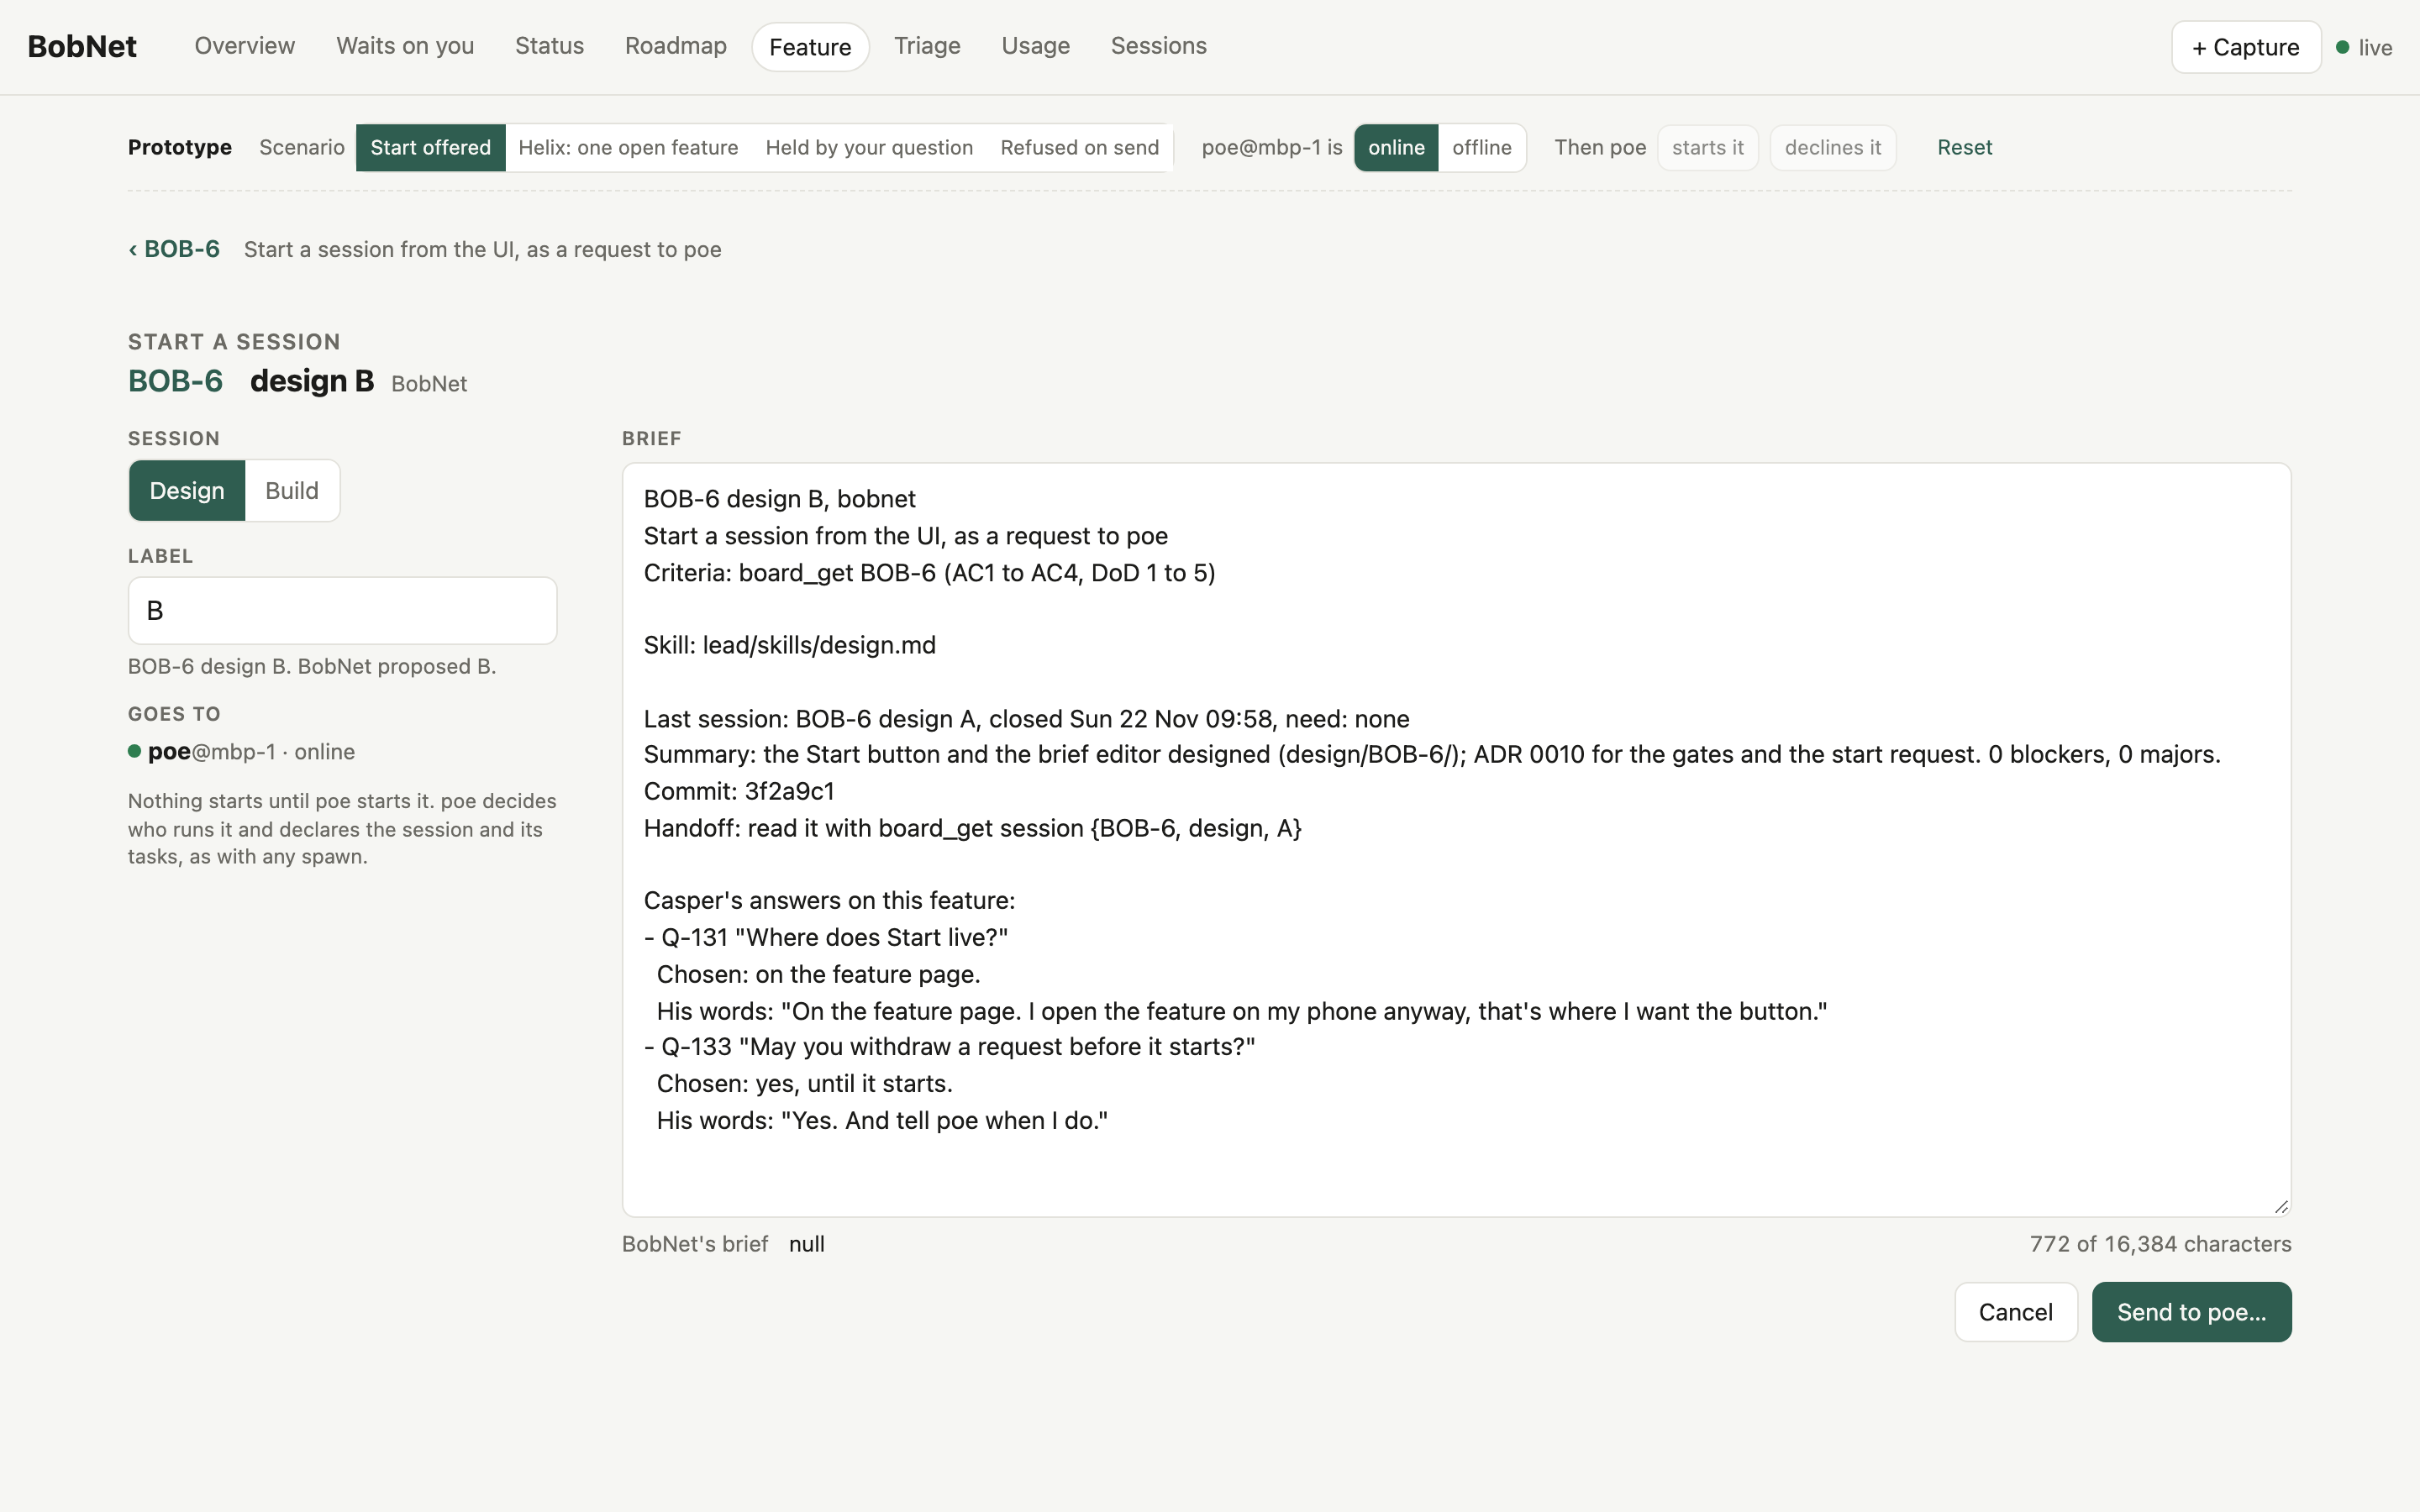 BobNet Overview Waits on you Status Roadmap Feature Triage Usage Sessions + Capture live
Prototype Scenario Start offered Helix: one open feature Held by your question Refused on send poe@mbp-1 is online offline Then poe starts it declines it Reset
‹ BOB-6 Start a session from the UI, as a request to poe
START A SESSION
BOB-6 design B BobNet
SESSION
Design Build
LABEL
B
BOB-6 design B. BobNet proposed B.
GOES TO
poe@mbp-1 · online
Nothing starts until poe starts it. poe decides
who runs it and declares the session and its
tasks, as with any spawn.
BRIEF
BOB-6 design B, bobnet
Start a session from the UI, as a request to poe
Criteria: board_get BOB-6 (AC1 to AC4, DoD 1 to 5)
Skill: lead/skills/design.md
Last session: BOB-6 design A, closed Sun 22 Nov 09:58, need: none
Summary: the Start button and the brief editor designed (design/BOB-6/); ADR 0010 for the gates and the start request. 0 blockers, 0 majors.
Commit: 3f2a9c1
Handoff: read it with board_get session {BOB-6, design, A}
Casper's answers on this feature:
- Q-131 "Where does Start live?"
Chosen: on the feature page.
His words: "On the feature page. I open the feature on my phone anyway, that's where I want the button."
- Q-133 "May you withdraw a request before it starts?"
Chosen: yes, until it starts.
His words: "Yes. And tell poe when I do."
BobNet's brief null 772 of 16,384 characters
Cancel Send to poe...